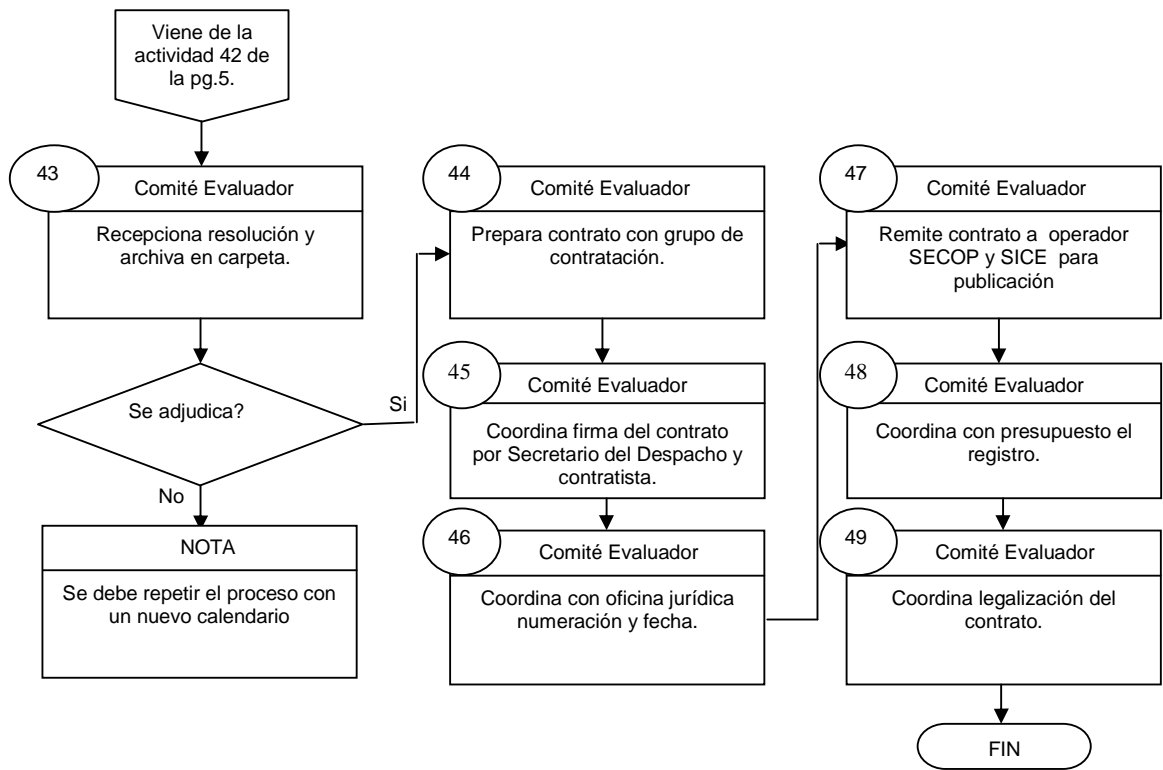 Viene de la
actividad 42 de
la pg.5.
43
Comité Evaluador
Recepciona resolución y
archiva en carpeta.
Se adjudica?
Si
No
NOTA
Se debe repetir el proceso con
un nuevo calendario
44
Comité Evaluador
Prepara contrato con grupo de
contratación.
45
Comité Evaluador
Coordina firma del contrato
por Secretario del Despacho y
contratista.
46
Comité Evaluador
Coordina con oficina jurídica
numeración y fecha.
47
Comité Evaluador
Remite contrato a operador
SECOP y SICE para
publicación
48
Comité Evaluador
Coordina con presupuesto el
registro.
49
Comité Evaluador
Coordina legalización del
contrato.
FIN